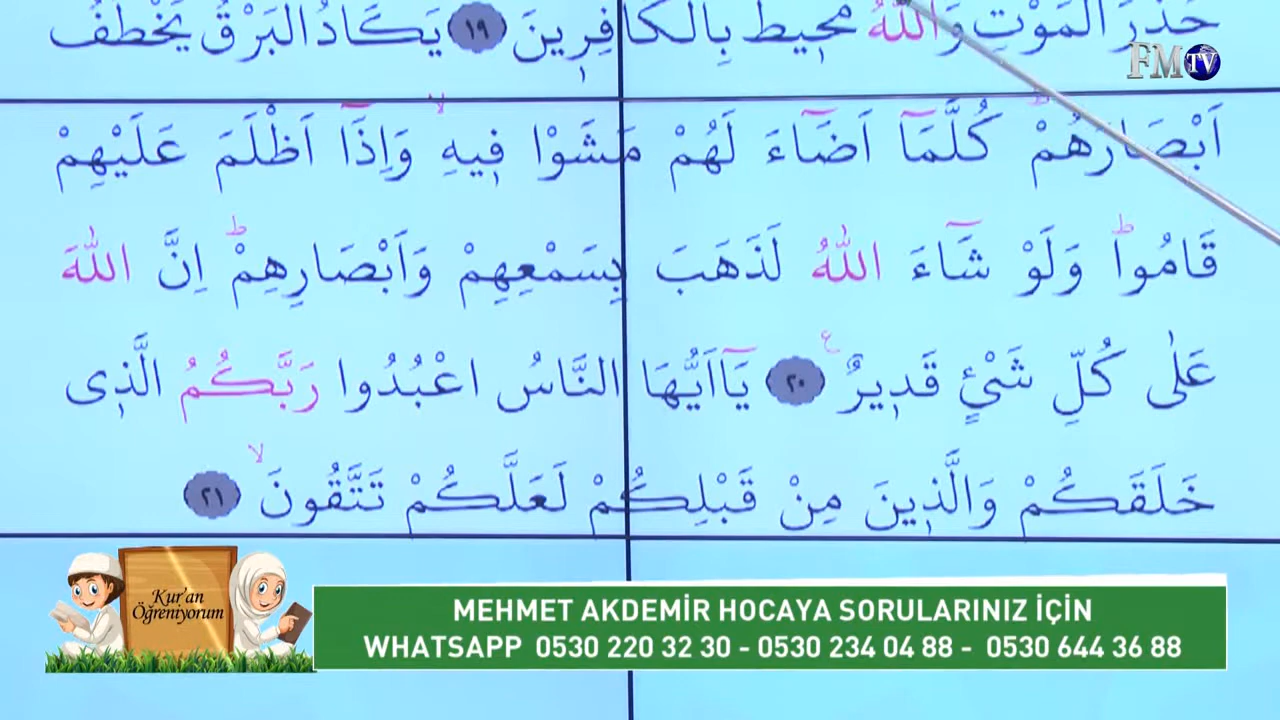 حَذَرَ الْمَوْتِ وَاللّٰهُ مُحٖيطٌ بِالْكَافِرٖينَ ﴿١٩﴾ يَكَادُ الْبَرْقُ يَخْطَفُ
FM TV
اَبْصَارَهُمْۜ كُلَّمَٓا اَضَٓاءَ لَهُمْ مَشَوْا فٖيهِۙ وَاِذَٓا اَظْلَمَ عَلَيْهِمْ
قَامُواۜ وَلَوْ شَٓاءَ اللّٰهُ لَذَهَبَ بِسَمْعِهِمْ وَاَبْصَارِهِمْۜ اِنَّ اللّٰهَ
عَلٰى كُلِّ شَيْئٍ قَدٖيرٌ ع ﴿٢٠﴾ يَٓااَيُّهَا النَّاسُ اعْبُدُوا رَبَّكُمُ الَّذٖى
خَلَقَكُمْ وَالَّذٖينَ مِنْ قَبْلِكُمْ لَعَلَّكُمْ تَتَّقُونَۙ ﴿٢١﴾
Kur'an
Öğreniyorum
MEHMET AKDEMİR HOCAYA SORULARINIZ İÇİN
WHATSAPP 0530 220 32 30 - 0530 234 04 88 - 0530 644 36 88